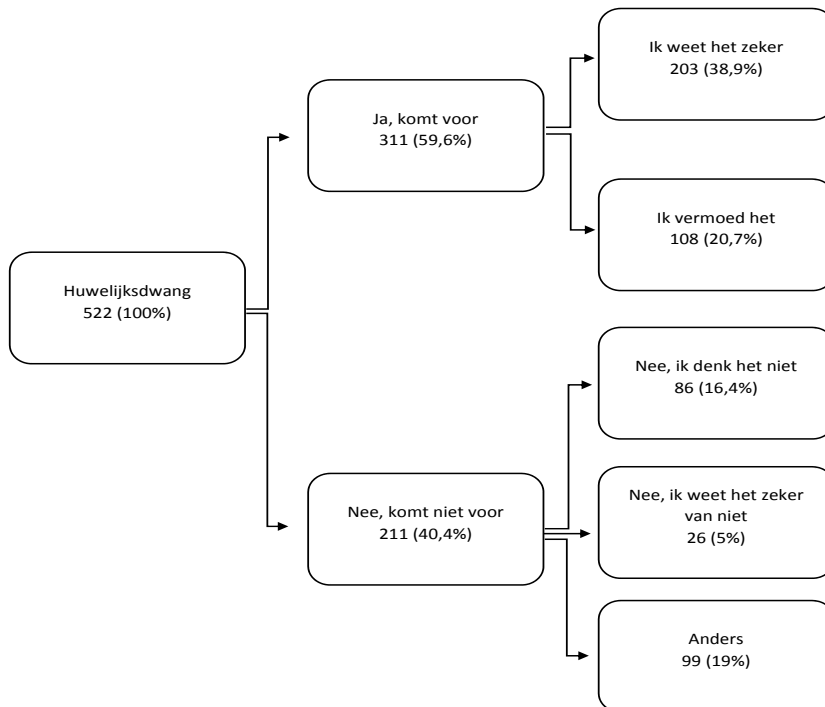 Huwelijksdwang
522 (100%)
Ja, komt voor
311 (59,6%)
Ik weet het zeker
203 (38,9%)
Ik vermoed het
108 (20,7%)
Nee, komt niet voor
211 (40,4%)
Nee, ik denk het niet
86 (16,4%)
Nee, ik weet het zeker
van niet
26 (5%)
Anders
99 (19%)